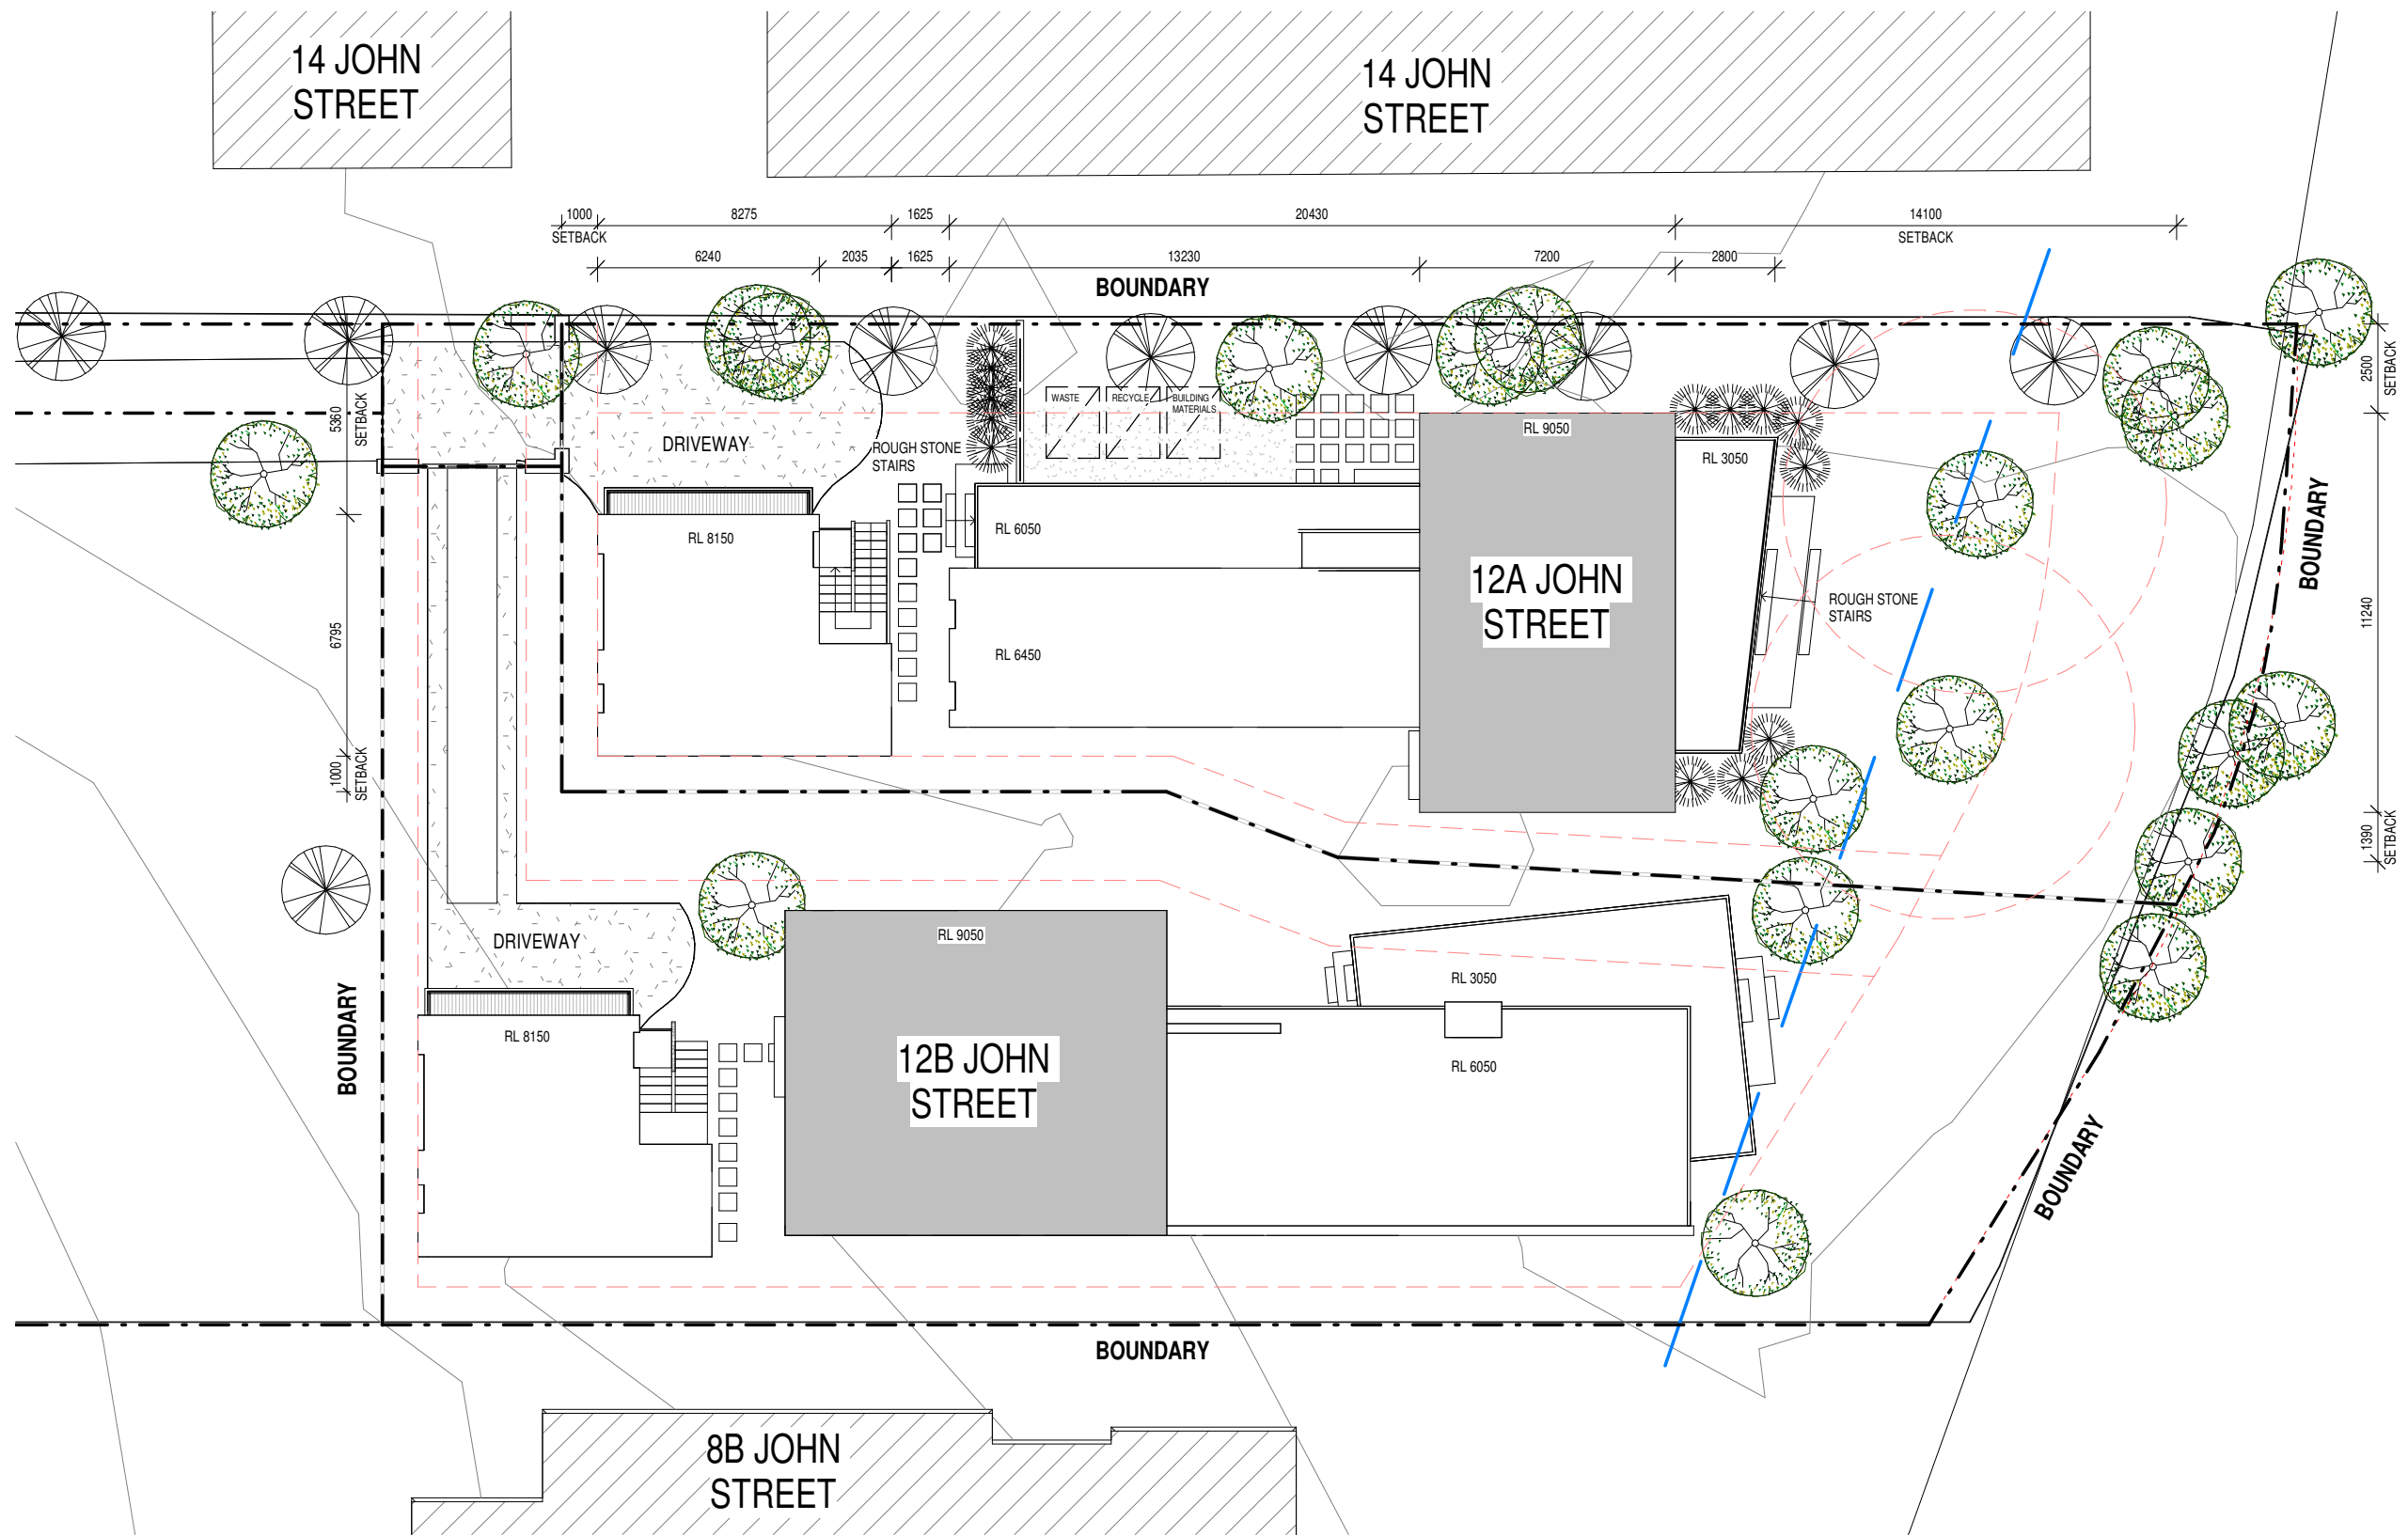 14 JOHN
STREET
14 JOHN
STREET
1000
8275
1625
20430
14100
SETBACK
SETBACK
6240
2035
1625
13230
7200
2800
BOUNDARY
2500
SETBACK
5360
SETBACK
WASTE
RECYCLE
BUILDING
MATERIALS
DRIVEWAY
ROUGH STONE
STAIRS
RL 9050
RL 3050
RL 8150
RL 6050
BOUNDARY
12A JOHN
STREET
ROUGH STONE
STAIRS
11240
6795
RL 6450
1000
SETBACK
1390
SETBACK
DRIVEWAY
RL 9050
RL 3050
BOUNDARY
RL 8150
12B JOHN
STREET
RL 6050
BOUNDARY
BOUNDARY
8B JOHN
STREET